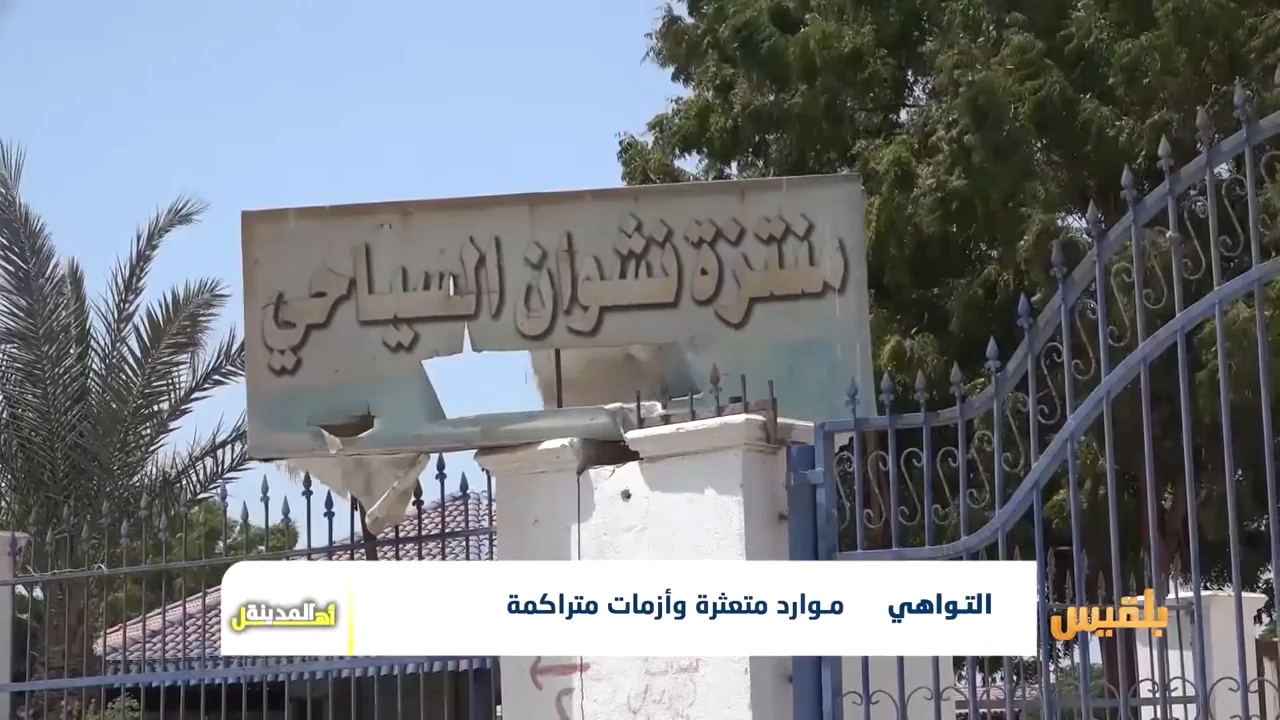 منتزة نشوان السياحي
التواهي موارد متعثرة وأزمات متراكمة
أهل المدينة
بلقيس